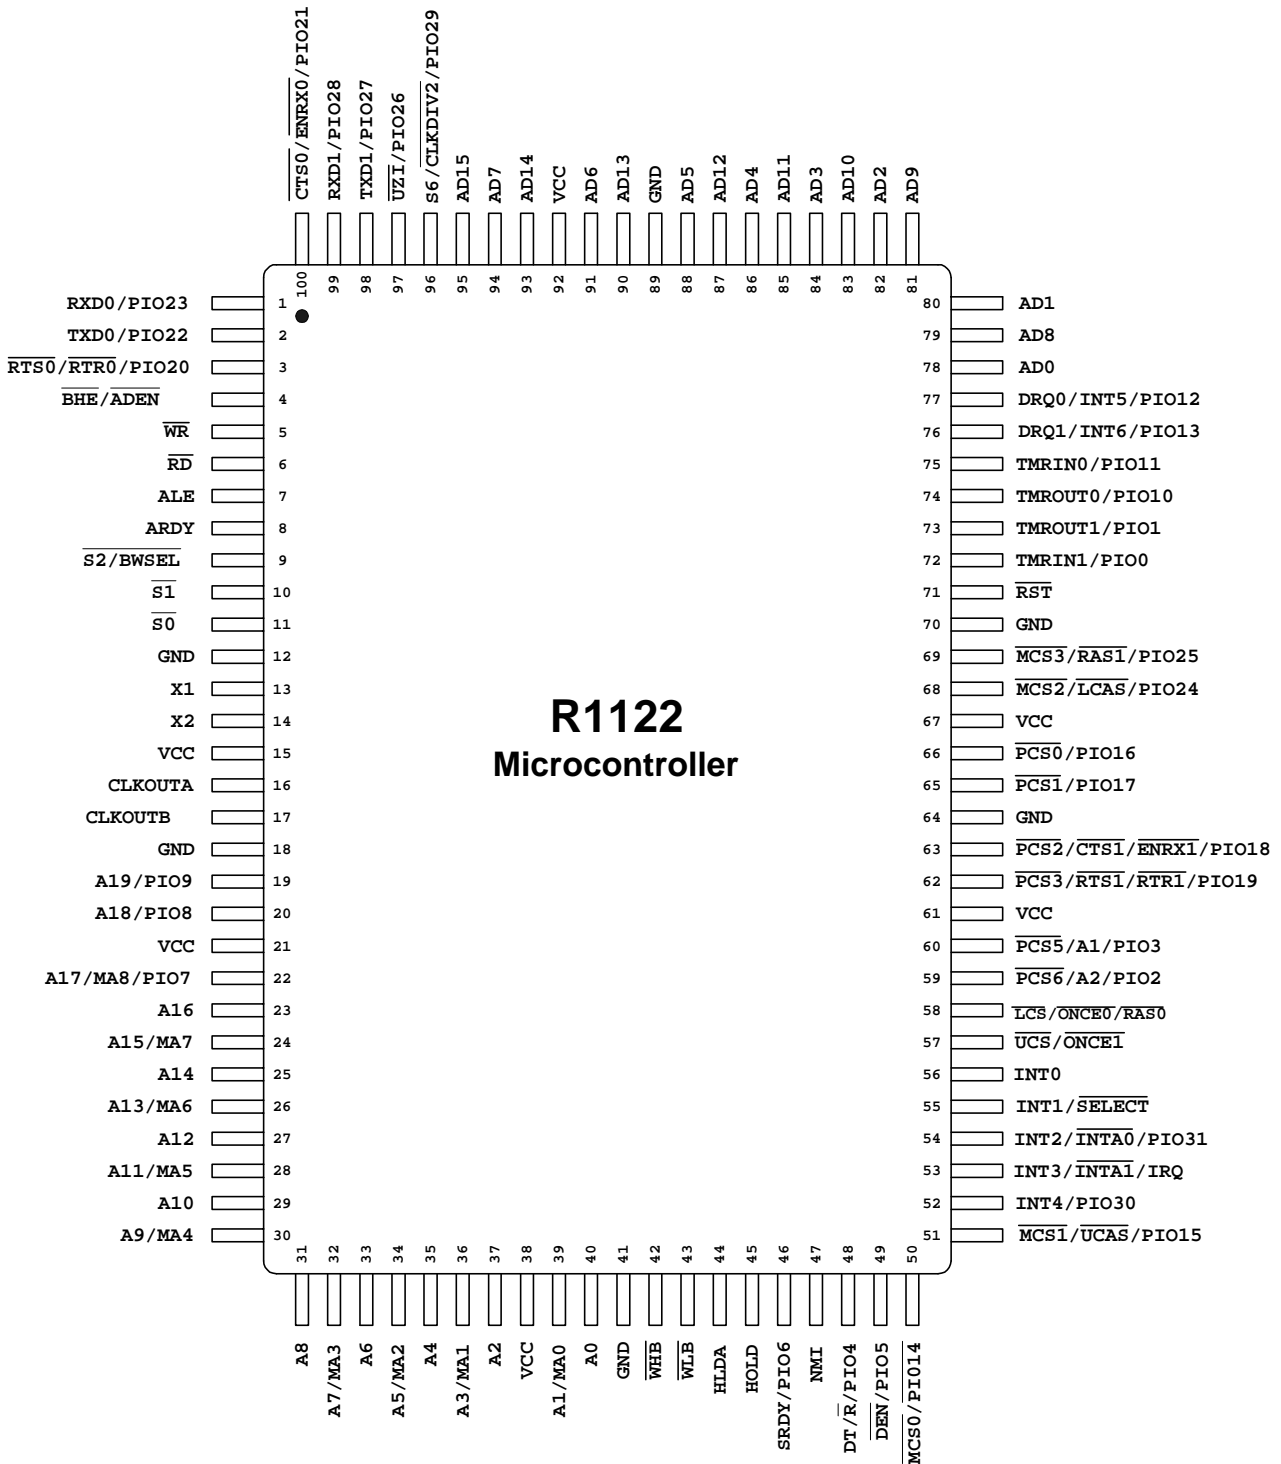 CTS0/ENRX0/PIO21
RXD1/PIO28
TXD1/PIO27
UZI/PIO26
S6/CLKDIV2/PIO29
AD15
AD7
AD14
VCC
AD6
AD13
GND
AD5
AD12
AD4
AD11
AD3
AD10
AD2
AD9
100
99
98
97
96
95
94
93
92
91
90
89
88
87
86
85
84
83
82
81
RXD0/PIO23 1
TXD0/PIO22 2
RTS0/RTR0/PIO20 3
BHE/ADEN 4
WR 5
RD 6
ALE 7
ARDY 8
S2/BWSEL 9
S1 10
S0 11
GND 12
X1 13
X2 14
VCC 15
CLKOUTA 16
CLKOUTB 17
GND 18
A19/PIO9 19
A18/PIO8 20
VCC 21
A17/MA8/PIO7 22
A16 23
A15/MA7 24
A14 25
A13/MA6 26
A12 27
A11/MA5 28
A10 29
A9/MA4 30
R1122
Microcontroller
80 AD1
79 AD8
78 AD0
77 DRQ0/INT5/PIO12
76 DRQ1/INT6/PIO13
75 TMRIN0/PIO11
74 TMROUT0/PIO10
73 TMROUT1/PIO1
72 TMRIN1/PIO0
71 RST
70 GND
69 MCS3/RAS1/PIO25
68 MCS2/LCAS/PIO24
67 VCC
66 PCS0/PIO16
65 PCS1/PIO17
64 GND
63 PCS2/CTS1/ENRX1/PIO18
62 PCS3/RTS1/RTR1/PIO19
61 VCC
60 PCS5/A1/PIO3
59 PCS6/A2/PIO2
58 LCS/ONCE0/RAS0
57 UCS/ONCE1
56 INT0
55 INT1/SELECT
54 INT2/INTA0/PIO31
53 INT3/INTA1/IRQ
52 INT4/PIO30
51 MCS1/UCAS/PIO15
31
32
33
34
35
36
37
38
39
40
41
42
43
44
45
46
47
48
49
50
A8
A7/MA3
A6
A5/MA2
A4
A3/MA1
A2
VCC
A1/MA0
A0
GND
WHB
WLB
HLDA
HOLD
SRDY/PIO6
NMI
DT/R/PIO4
DEN/PIO5
MCS0/PI014